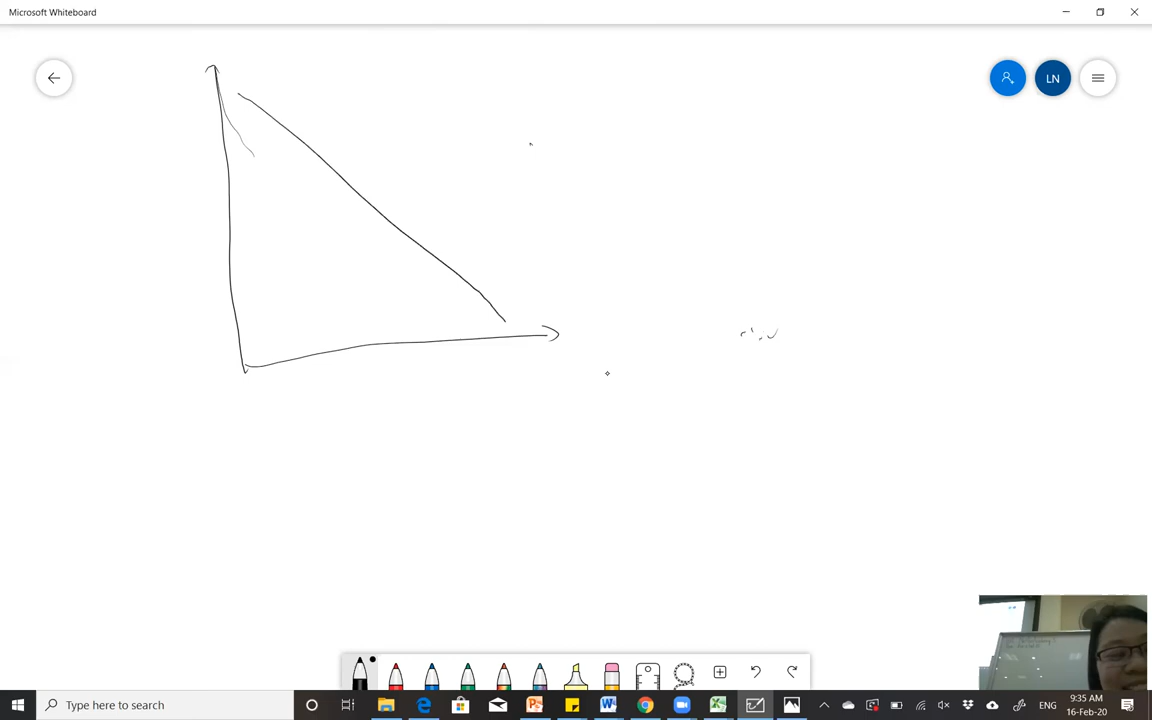 Microsoft Whiteboard
LN
Type here to search
ENG
9:35 AM
16-Feb-20